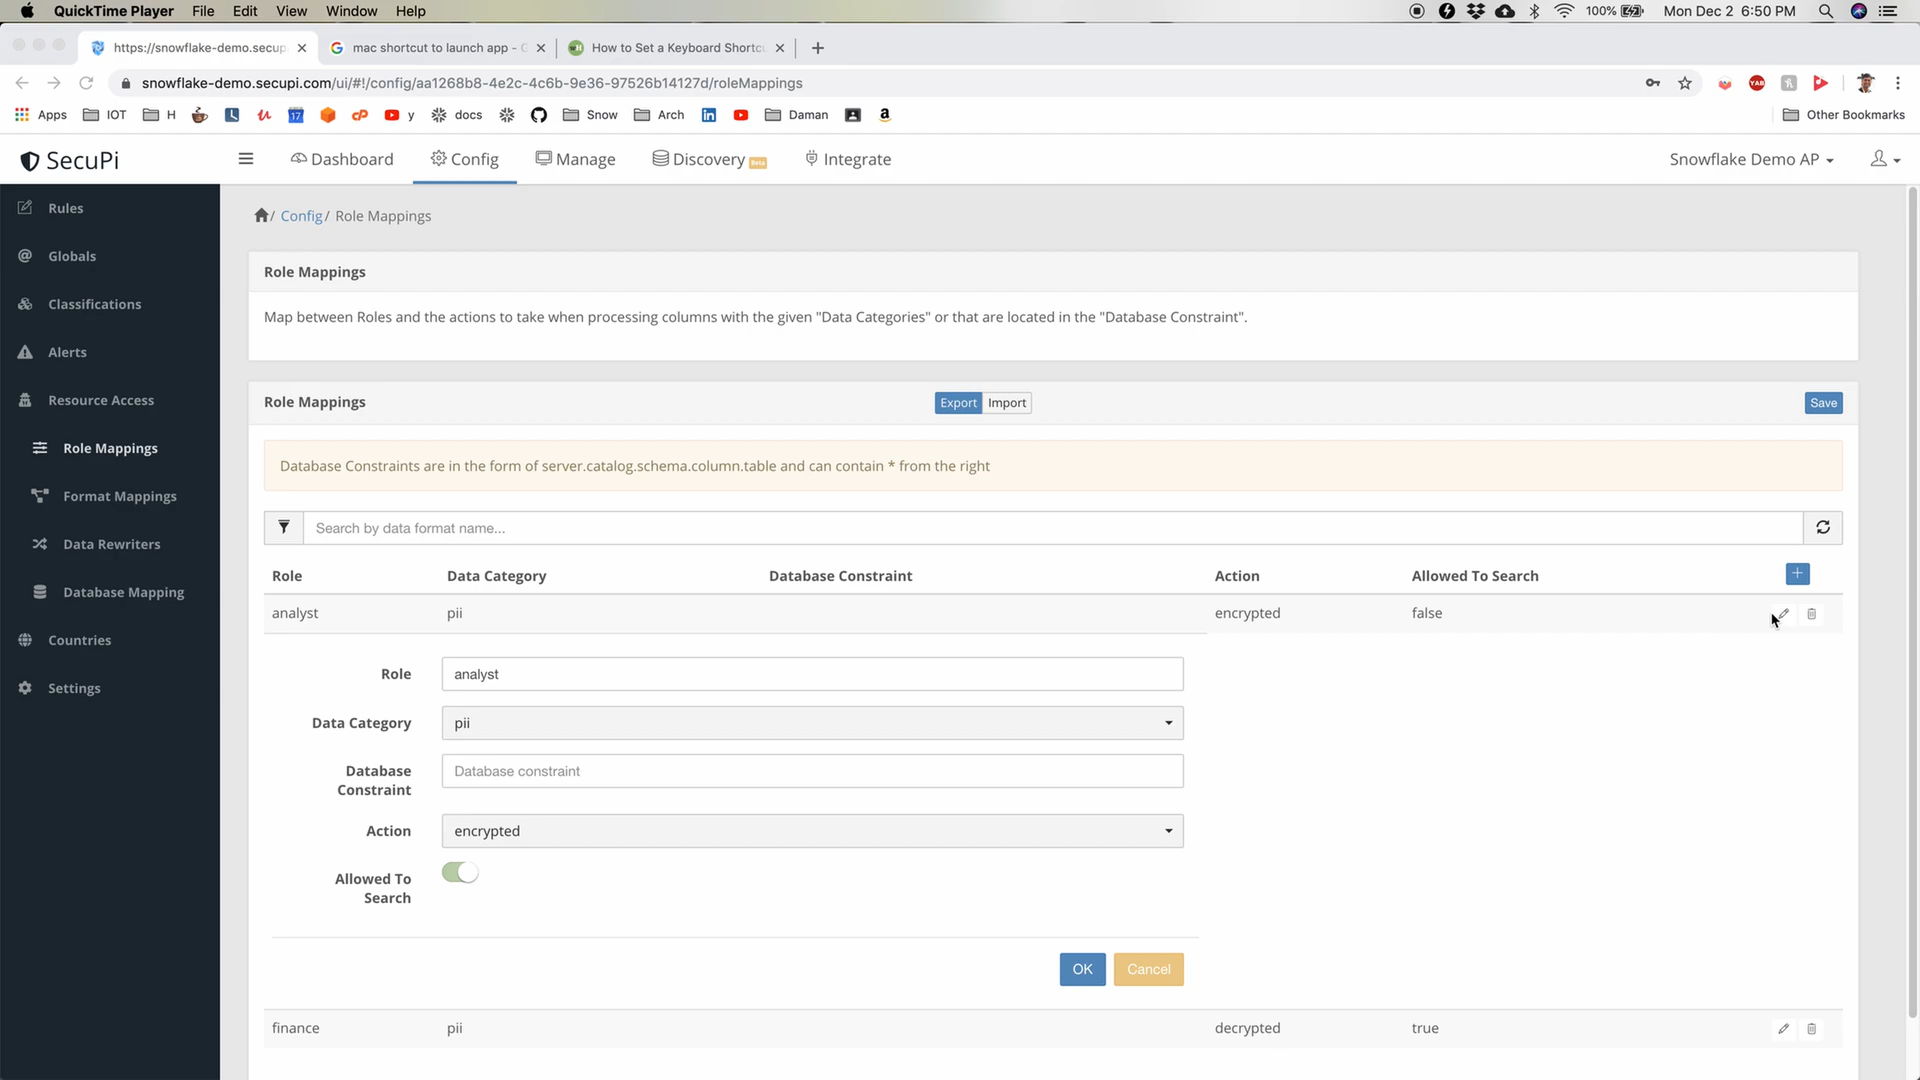 QuickTime Player File Edit View Window Help 100% Mon Dec 2 6:50 PM
https://snowflake-demo.secup mac shortcut to launch app - G How to Set a Keyboard Shortcu
snowflake-demo.secupi.com/ui/#!/config/aa1268b8-4e2c-4c6b-9e36-97526b14127d/roleMappings
Apps IOT H 17 y docs Snow Arch Daman Other Bookmarks
SecuPi Dashboard Config Manage Discovery Beta Integrate Snowflake Demo AP
Rules
Globals
Classifications
Alerts
Resource Access
Role Mappings
Format Mappings
Data Rewriters
Database Mapping
Countries
Settings
/ Config / Role Mappings
Role Mappings
Map between Roles and the actions to take when processing columns with the given "Data Categories" or that are located in the "Database Constraint".
Role Mappings Export Import Save
Database Constraints are in the form of server.catalog.schema.column.table and can contain * from the right
Search by data format name...
Role Data Category Database Constraint Action Allowed To Search +
analyst pii encrypted false
Role analyst
Data Category pii
Database Constraint Database constraint
Action encrypted
Allowed To Search
OK Cancel
finance pii decrypted true